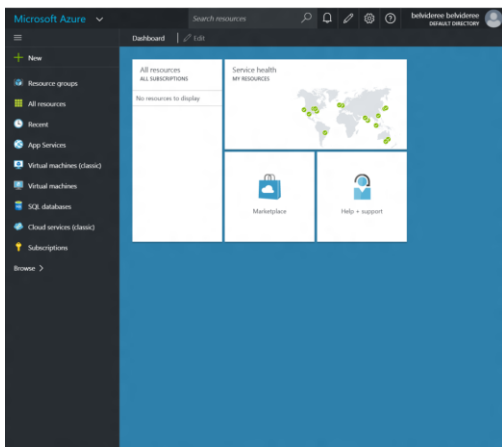 Microsoft Azure
Search resources
belvideree belvideree
DEFAULT DIRECTORY
Dashboard
Edit
New
Resource groups
All resources
Recent
App Services
Virtual machines (classic)
Virtual machines
SQL databases
Cloud services (classic)
Subscriptions
Browse >
All resources
ALL SUBSCRIPTIONS
No resources to display
Service health
MY RESOURCES
Marketplace
Help + support